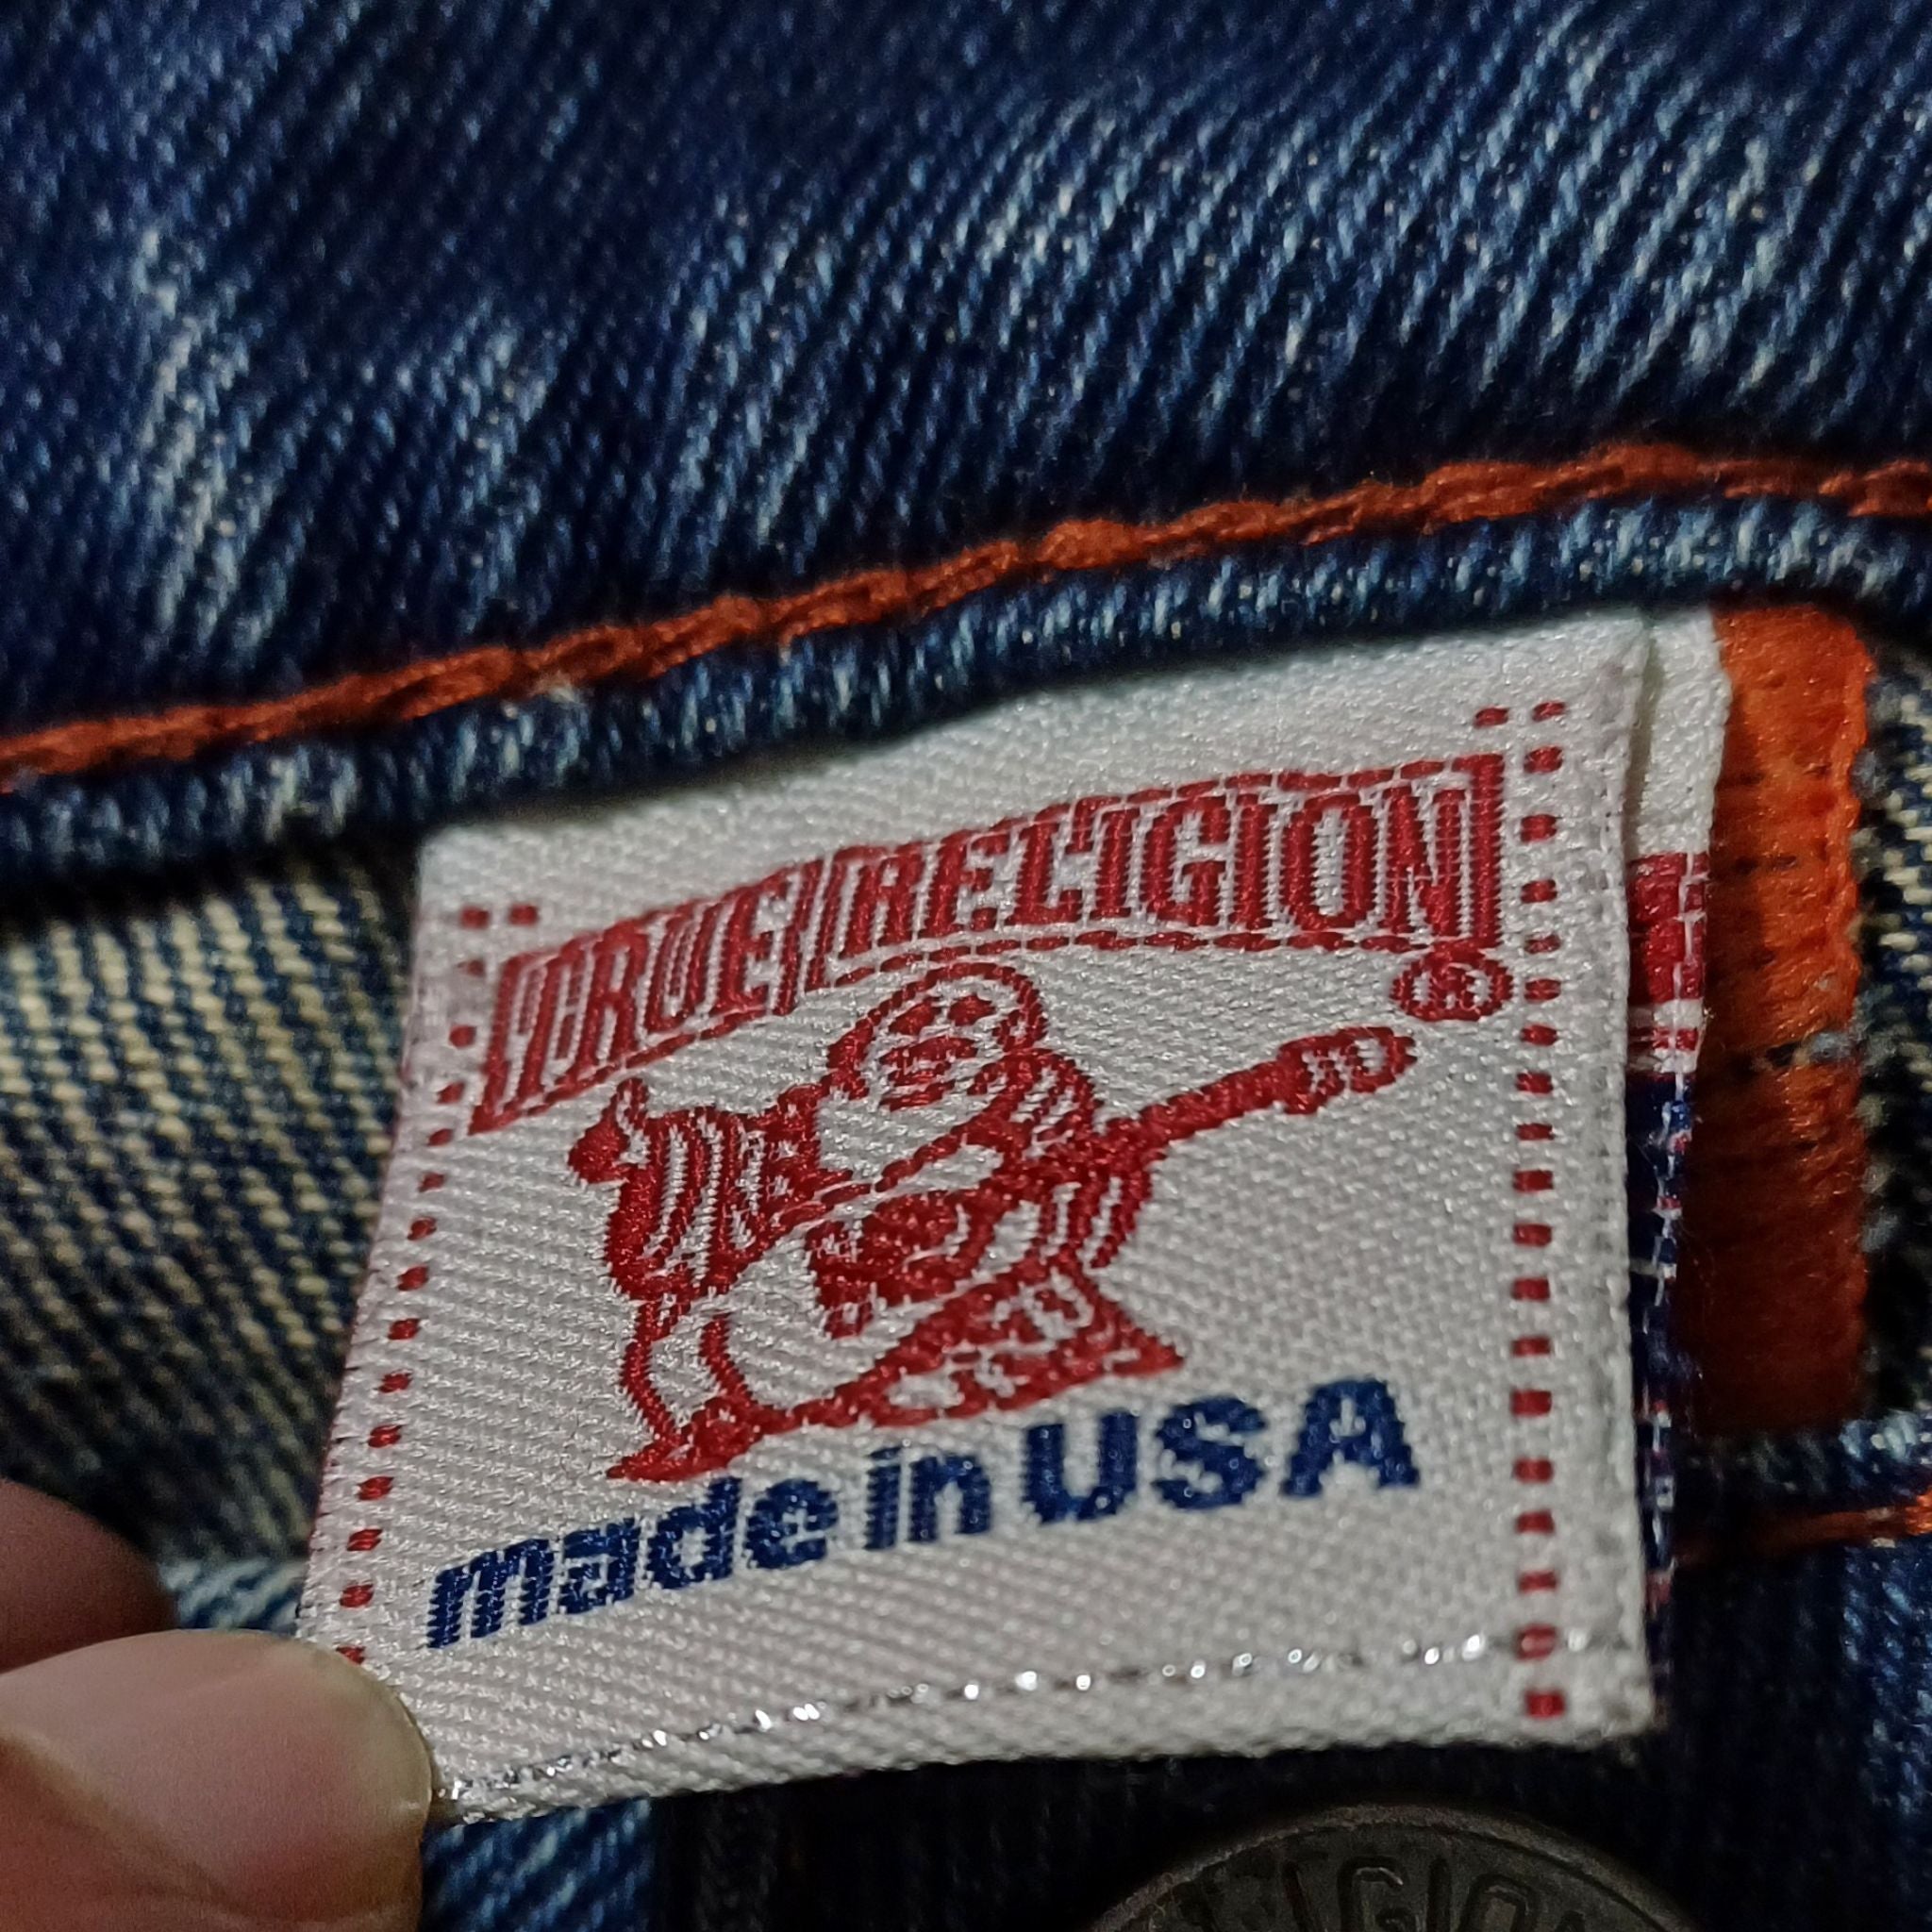 TRUE RELIGION
®
made in USA